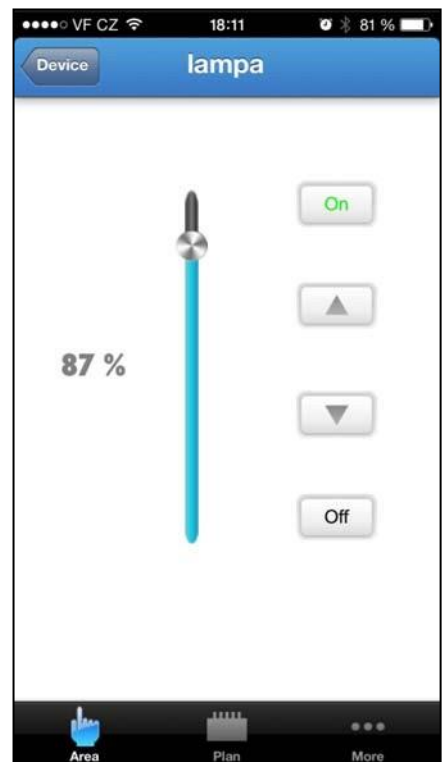 VF CZ 18:11 81 %
Device lampa
On
87 %
Off
Area Plan More